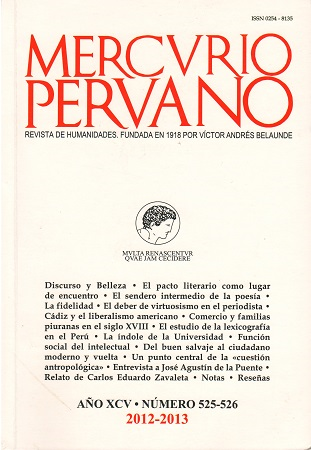 ISSN 0254 - 8135
MERCVRIO
PERVANO
REVISTA DE HUMANIDADES. FUNDADA EN 1918 POR VÍCTOR ANDRÉS BELAUNDE
MVLTA RENASCENTVR
QVAE JAM CECIDERE
Discurso y Belleza • El pacto literario como lugar
de encuentro • El sendero intermedio de la poesía •
La fidelidad • El deber de virtuosismo en el periodista •
Cádiz y el liberalismo americano • Comercio y familias
piuranas en el siglo XVIII • El estudio de la lexicografía
en el Perú • La índole de la Universidad • Función
social del intelectual • Del buen salvaje al ciudadano
moderno y vuelta • Un punto central de la «cuestión
antropológica» • Entrevista a José Agustín de la Puente •
Relato de Carlos Eduardo Zavaleta • Notas • Reseñas
AÑO XCV • NÚMERO 525-526
2012-2013